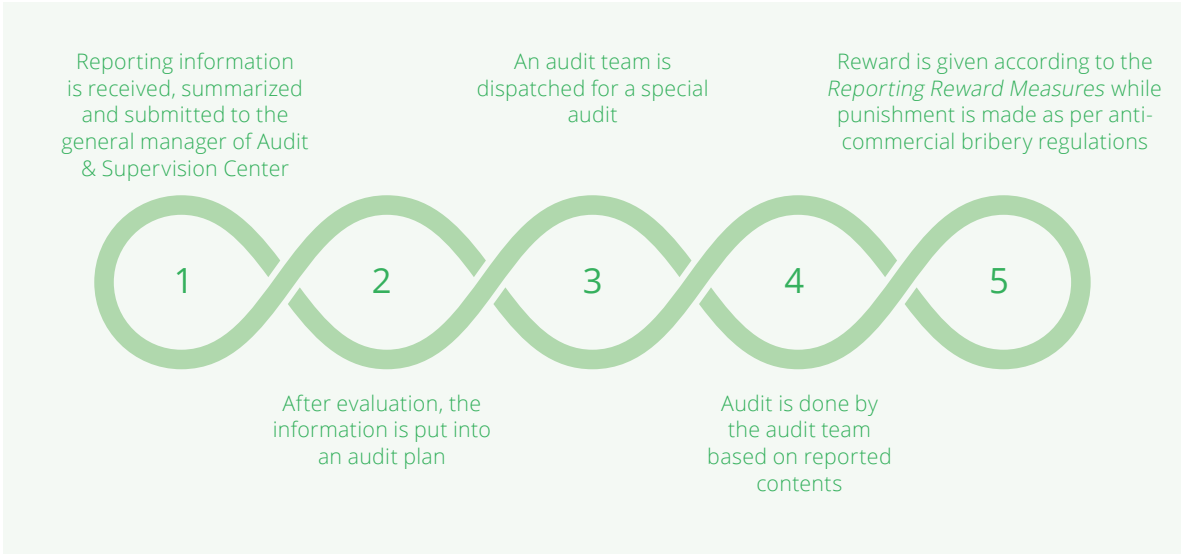 Reporting information
is received, summarized
and submitted to the
general manager of Audit
& Supervision Center
An audit team is
dispatched for a special
audit
Reward is given according to the
Reporting Reward Measures while
punishment is made as per anti-
commercial bribery regulations
1
2
3
4
5
After evaluation, the
information is put into
an audit plan
Audit is done by
the audit team
based on reported
contents